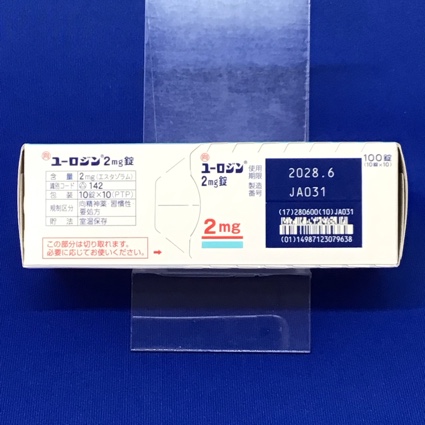 ユーロジン®2mg錠
含量 2mg(エスタゾラム)
識別コード 142
包装 10錠×10(PTP)
規制区分 向精神薬 習慣性
要処方
貯法 室温保存
この部分は切り取れます。
必要に応じてお使いください。
ユーロジン®
2mg錠
2mg
使用
期限
製造
番号
2028.6
JA031
(17)280600(10)JA031
(01)14987123079638
100錠
(10錠×10)